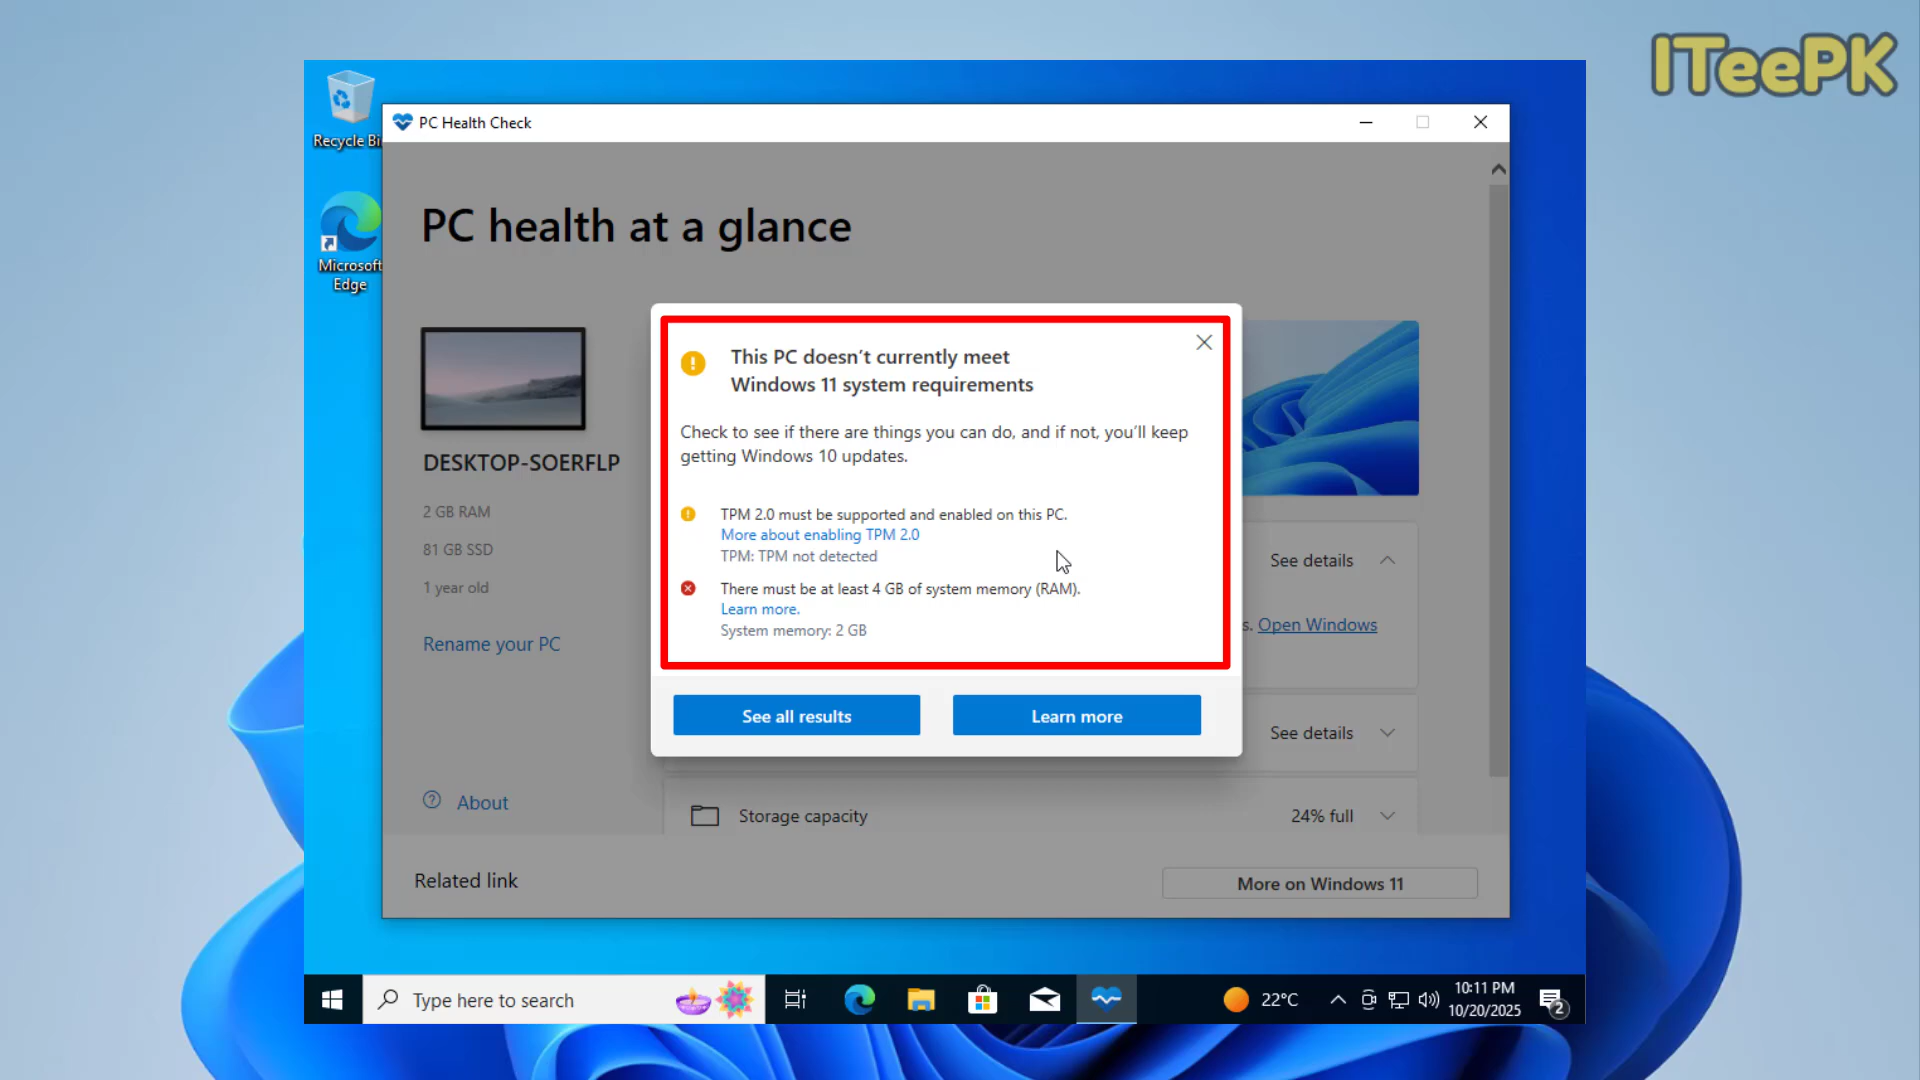 ITeePK
Recycle Bi
Microsoft
Edge
PC Health Check
PC health at a glance
DESKTOP-SOERFLP
2 GB RAM
81 GB SSD
1 year old
Rename your PC
About
This PC doesn't currently meet
Windows 11 system requirements
Check to see if there are things you can do, and if not, you'll keep
getting Windows 10 updates.
TPM 2.0 must be supported and enabled on this PC.
More about enabling TPM 2.0
TPM: TPM not detected
There must be at least 4 GB of system memory (RAM).
Learn more.
System memory: 2 GB
See all results
Learn more
See details
s. Open Windows
See details
Storage capacity
24% full
Related link
More on Windows 11
Type here to search
22°C
10:11 PM
10/20/2025
2